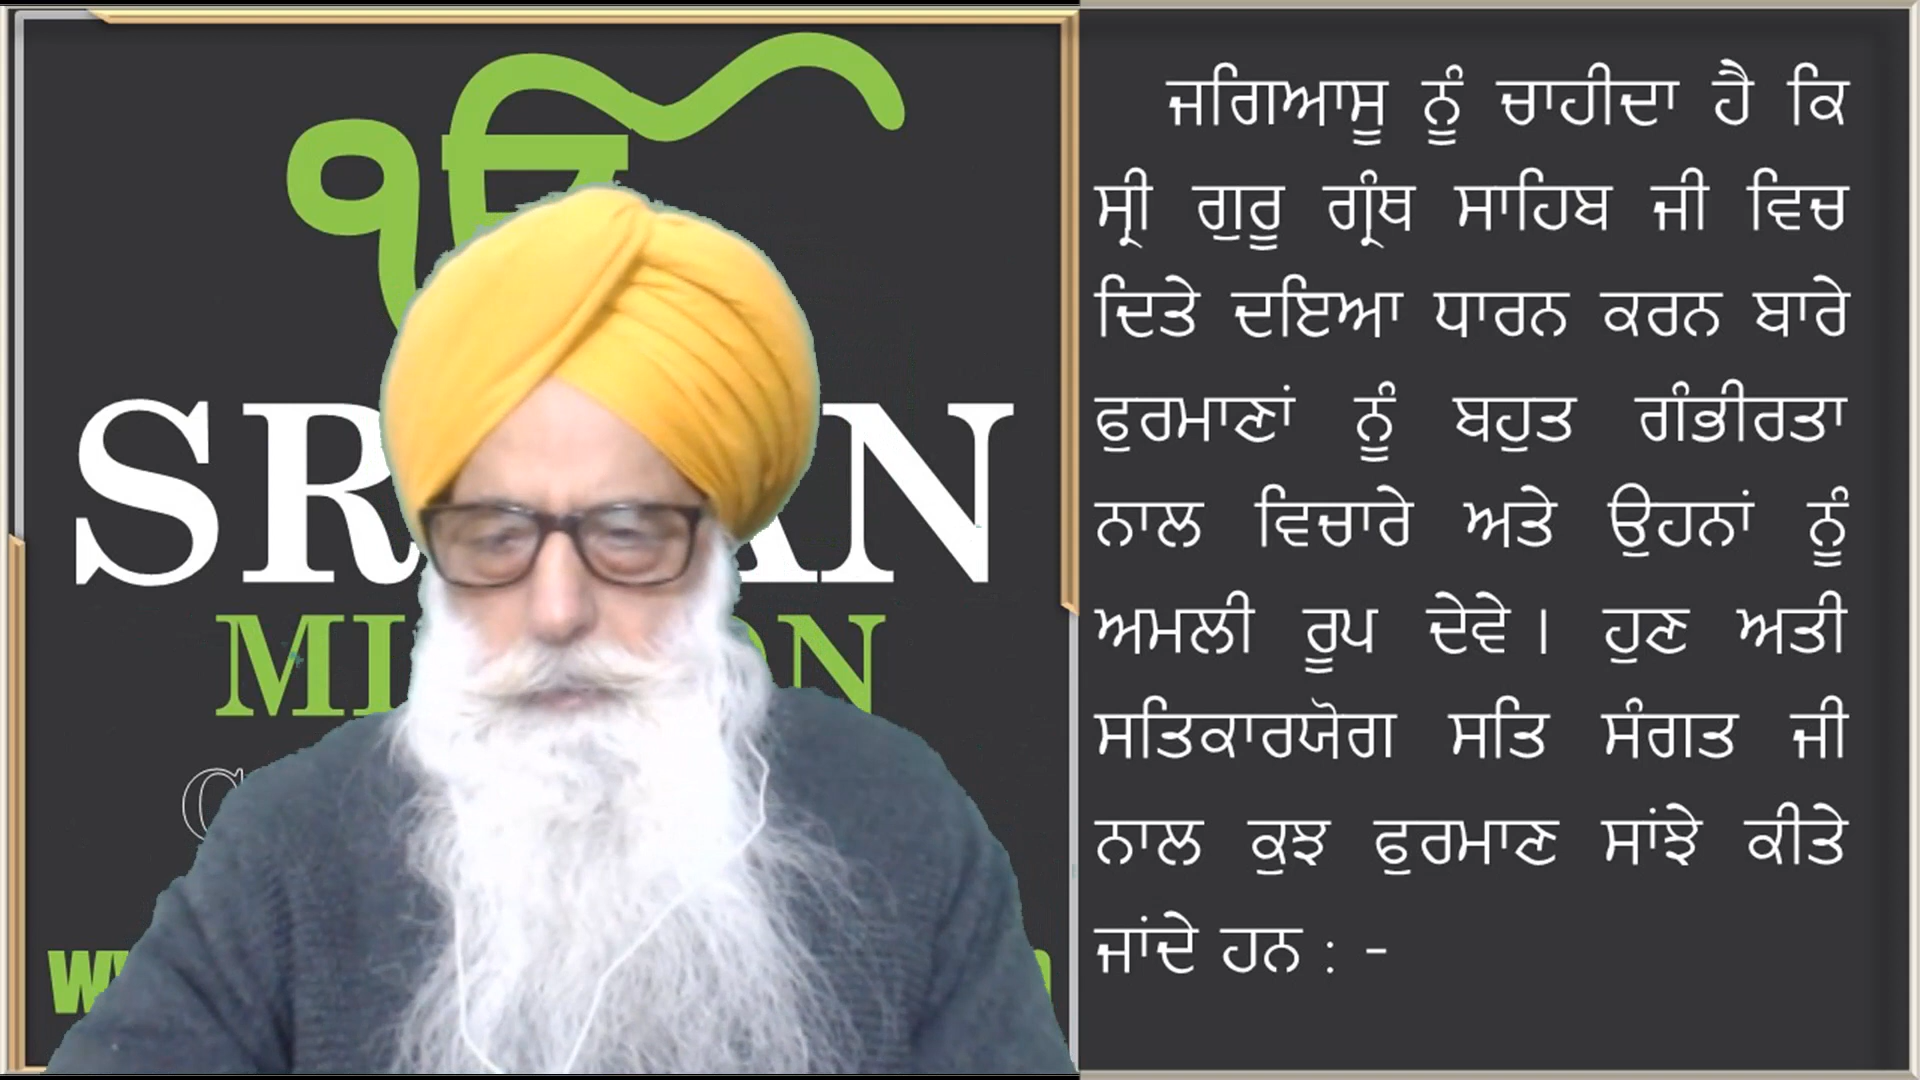 ੴ
ਜਗਿਆਸੂ ਨੂੰ ਚਾਹੀਦਾ ਹੈ ਕਿ
ਸ੍ਰੀ ਗੁਰੂ ਗ੍ਰੰਥ ਸਾਹਿਬ ਜੀ ਵਿਚ
ਦਿਤੇ ਦਇਆ ਧਾਰਨ ਕਰਨ ਬਾਰੇ
ਫੁਰਮਾਣਾਂ ਨੂੰ ਬਹੁਤ ਗੰਭੀਰਤਾ
ਨਾਲ ਵਿਚਾਰੇ ਅਤੇ ਉਹਨਾਂ ਨੂੰ
ਅਮਲੀ ਰੂਪ ਦੇਵੇ । ਹੁਣ ਅਤੀ
ਸਤਿਕਾਰਯੋਗ ਸਤਿ ਸੰਗਤ ਜੀ
ਨਾਲ ਕੁਝ ਫੁਰਮਾਣ ਸਾਂਝੇ ਕੀਤੇ
ਜਾਂਦੇ ਹਨ : -